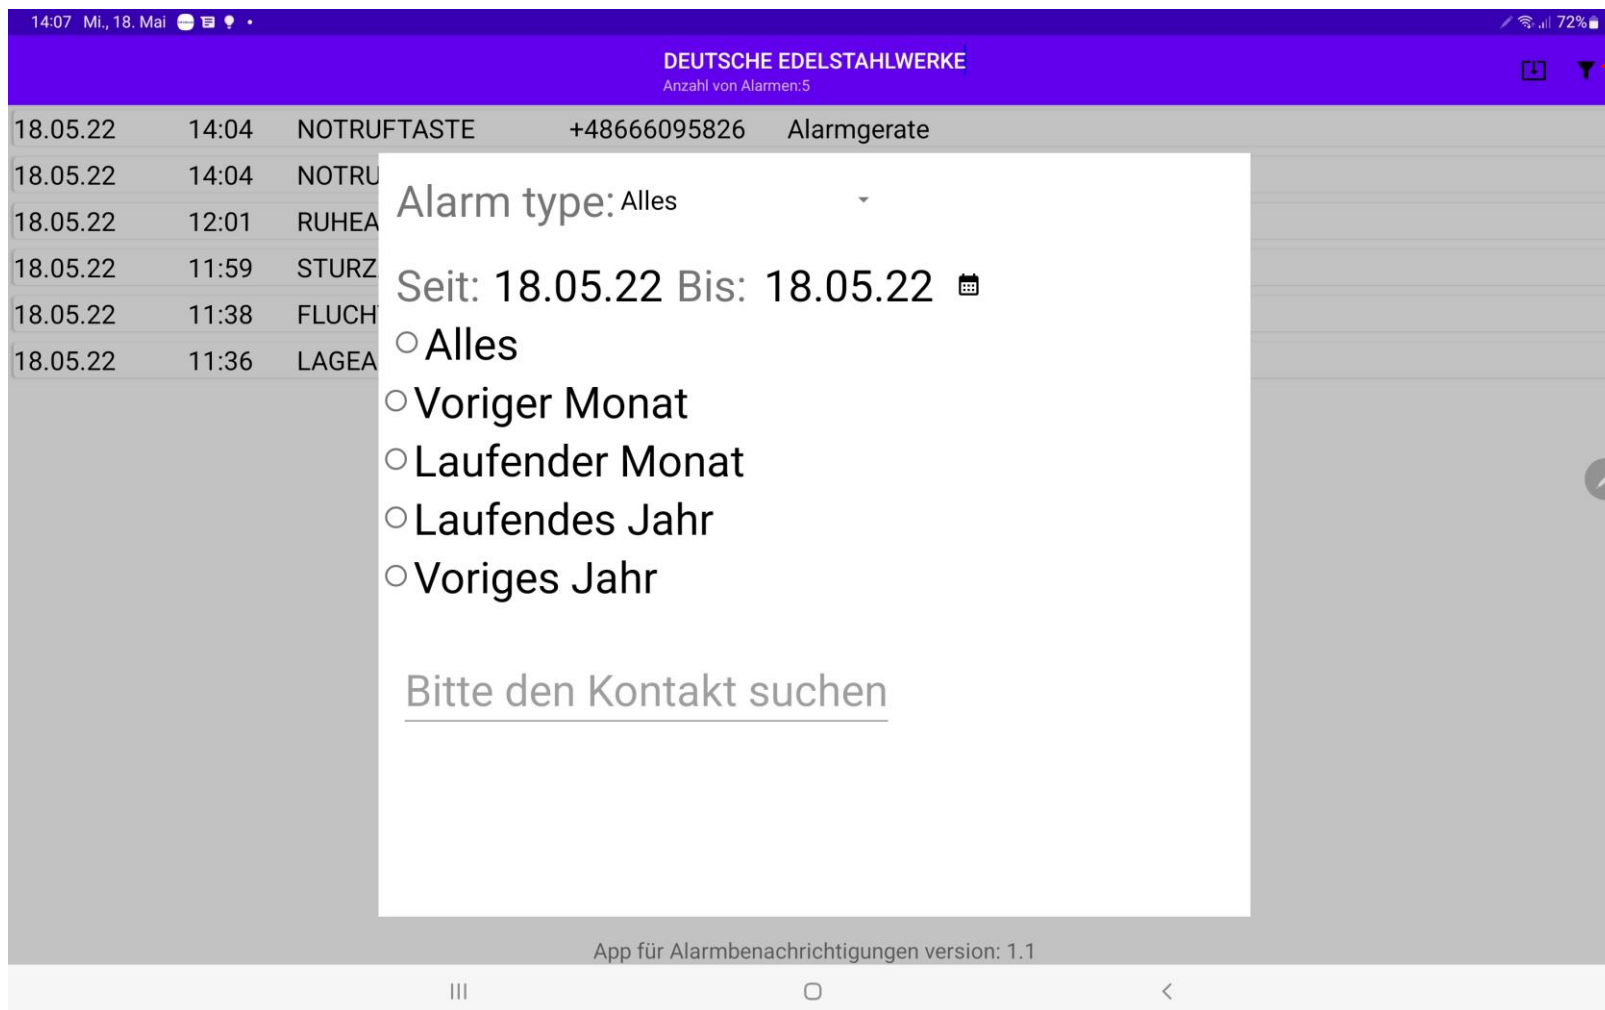 14:07 Mi., 18. Mai
72%
DEUTSCHE EDELSTAHLWERKE
Anzahl von Alarmen:5
18.05.22 14:04 NOTRUFTASTE +48666095826 Alarmgerate
18.05.22 14:04 NOTRU
18.05.22 12:01 RUHEA
18.05.22 11:59 STURZ
18.05.22 11:38 FLUCH
18.05.22 11:36 LAGEA
Alarm type: Alles
Seit: 18.05.22 Bis: 18.05.22
Alles
Voriger Monat
Laufender Monat
Laufendes Jahr
Voriges Jahr
Bitte den Kontakt suchen
App für Alarmbenachrichtigungen version: 1.1